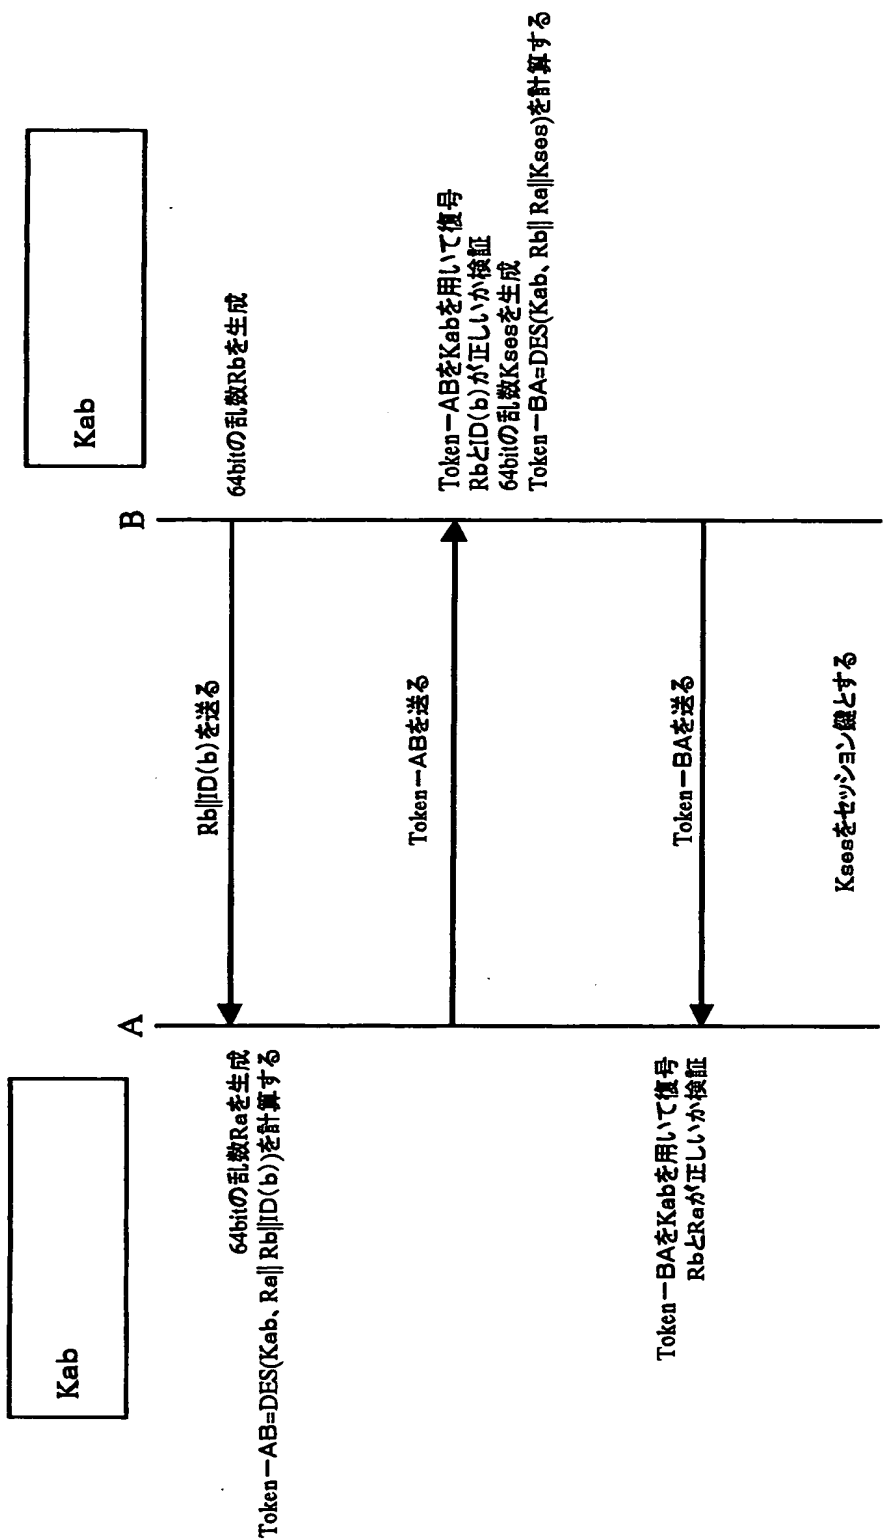 Kab
Kab
A
B
64bitの乱数Rbを生成
Rb||ID(b)を送る
64bitの乱数Raを生成
Token－AB=DES(Kab、Ra|| Rb||ID(b))を計算する
Token－ABを送る
Token－ABをKabを用いて復号
RbとID(b)が正しいか検証
64bitの乱数Ksesを生成
Token－BA=DES(Kab、Rb|| Ra||Kses)を計算する
Token－BAを送る
Token－BAをKabを用いて復号
RbとRaが正しいか検証
Ksesをセッション鍵とする